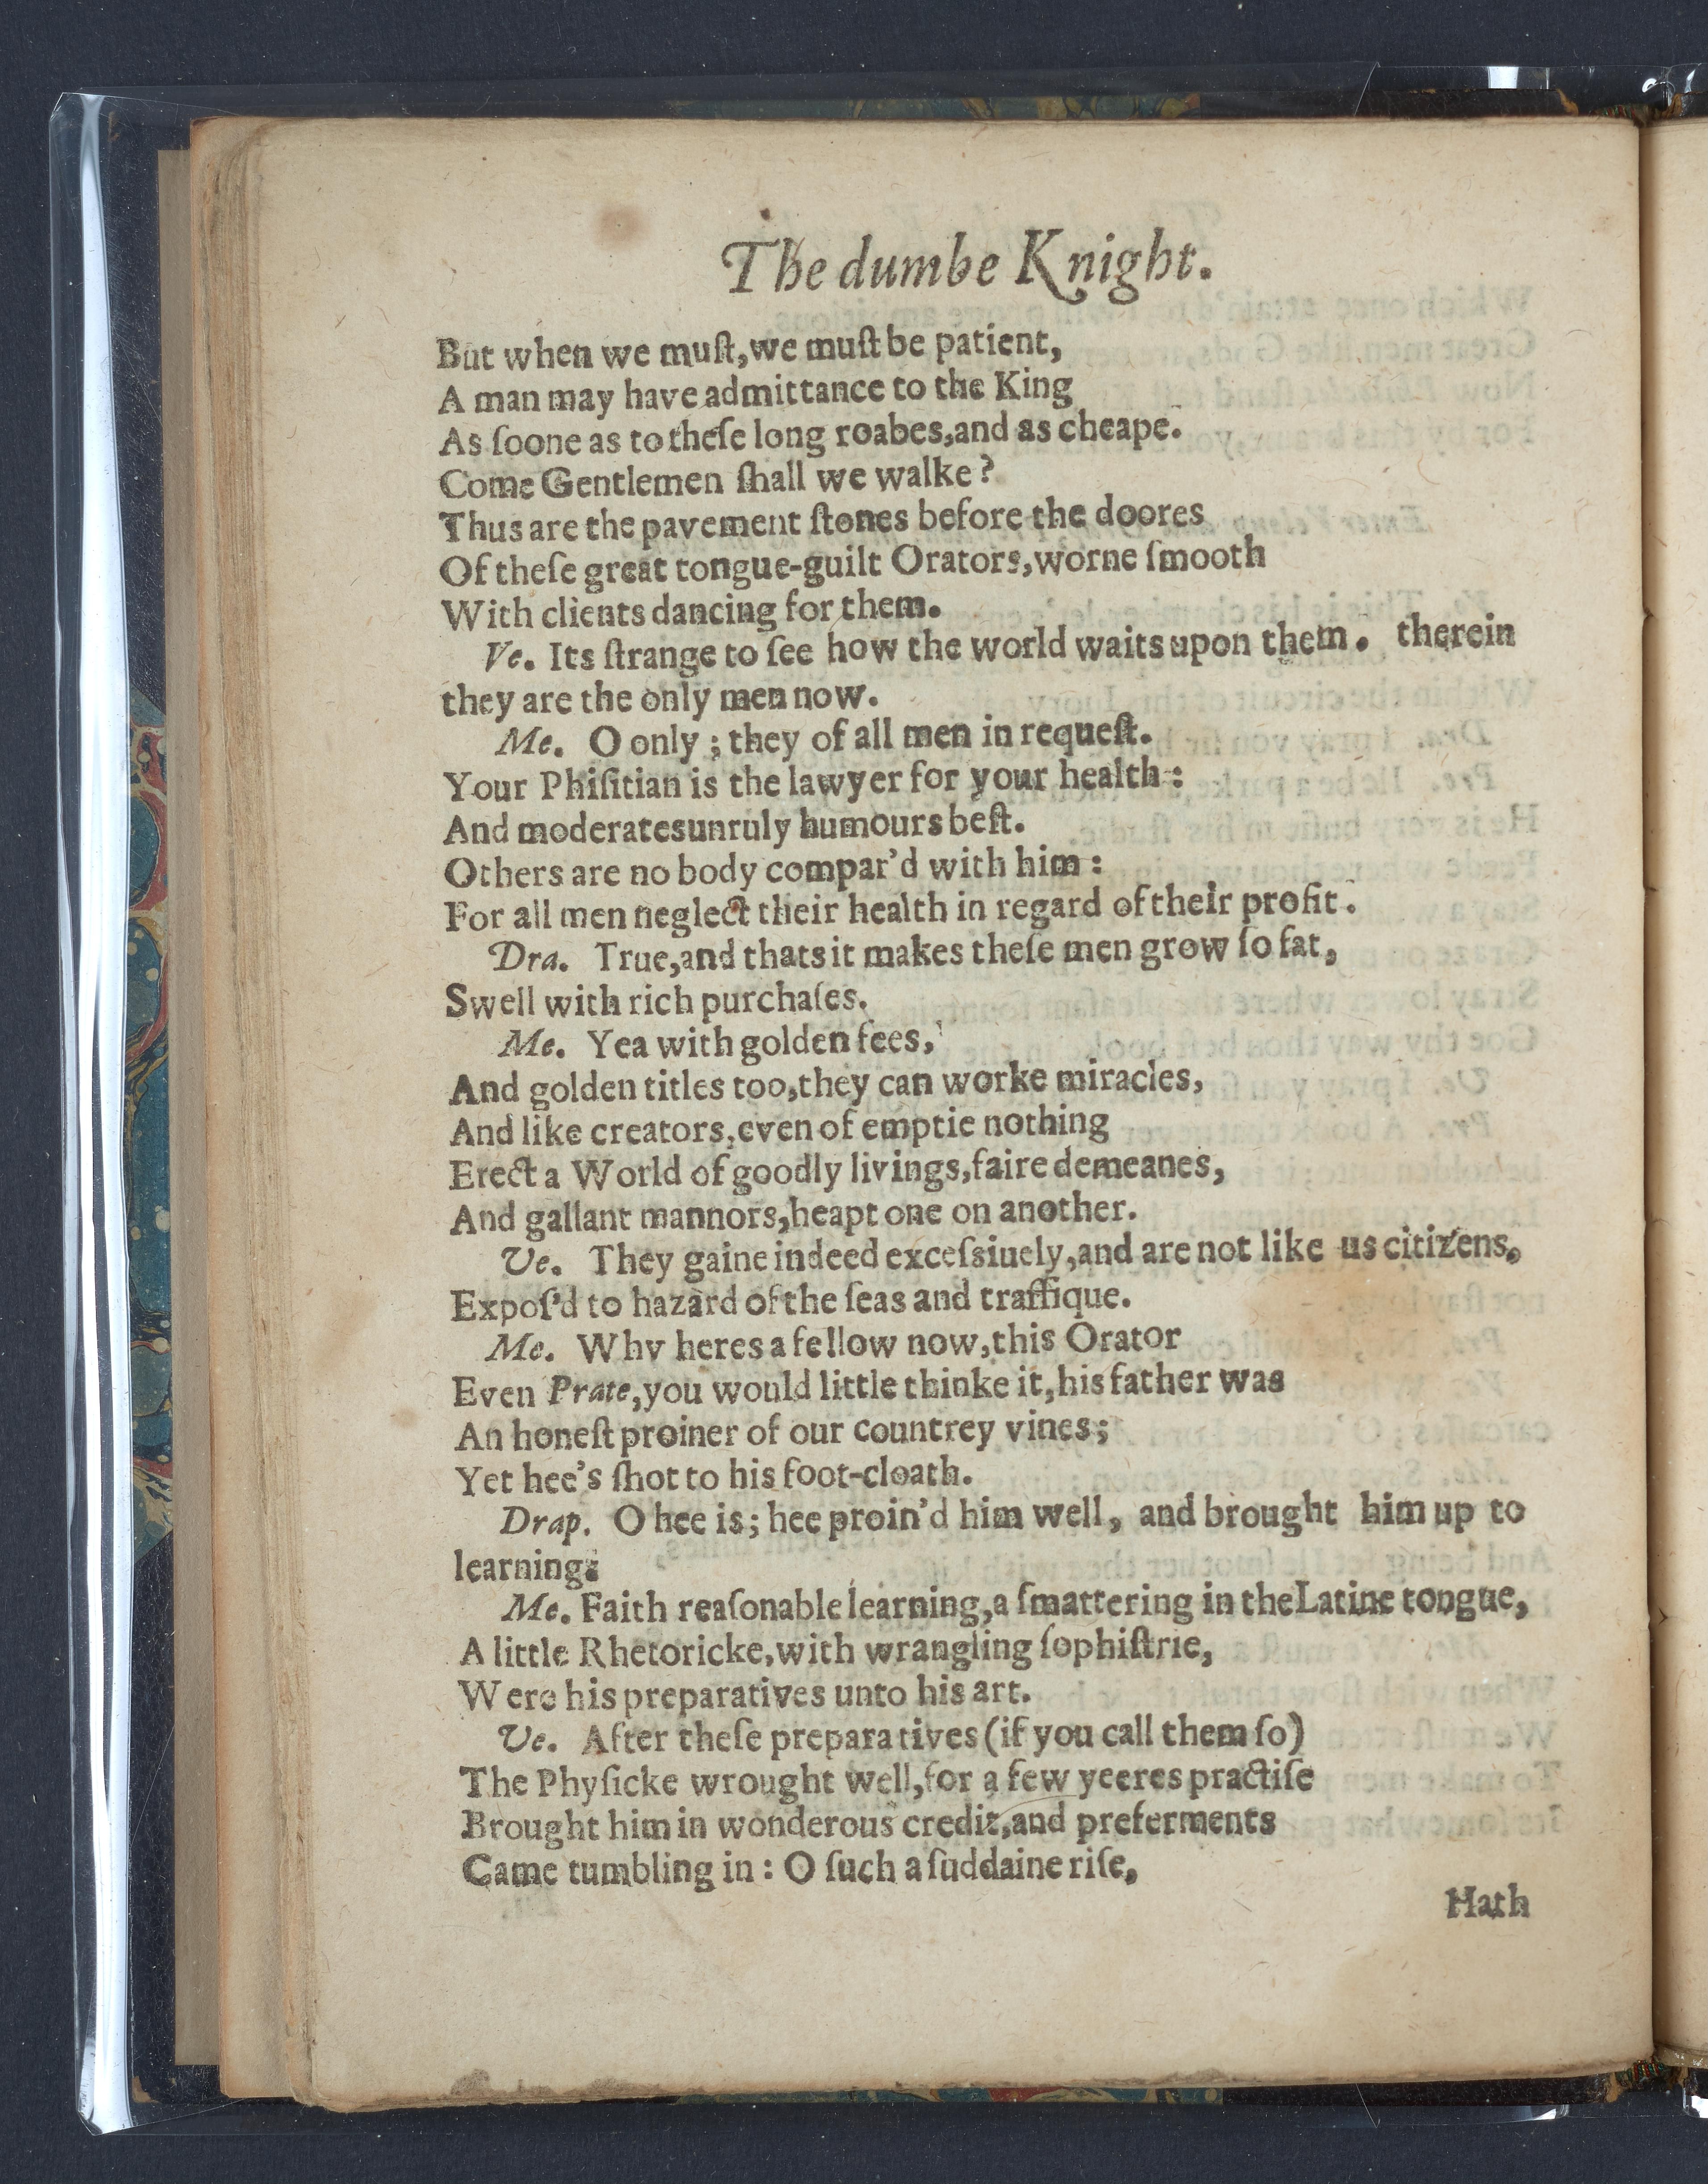 The dumbe Knight.
But when we muſt, we muſt be patient,
A man may have admittance to the King
As ſoone as to theſe long roabes, and as cheape.
Come Gentlemen ſhall we walke?
Thus are the pavement ſtones before the doores
Of theſe great tongue-guilt Orators, worne ſmooth
With clients dancing for them.
Ve. Its ſtrange to ſee how the world waits upon them. therein
they are the only men now.
Me. O only; they of all men in requeſt.
Your Phiſitian is the lawyer for your health:
And moderates unruly humours beſt.
Others are no body compar'd with him:
For all men neglect their health in regard of their profit.
Dra. True, and thats it makes theſe men grow ſo fat,
Swell with rich purchaſes.
Me. Yea with golden fees,
And golden titles too, they can worke miracles,
And like creators, even of emptie nothing
Erect a World of goodly livings, faire demeanes,
And gallant mannors, heapt one on another.
Ve. They gaine indeed exceſsiuely, and are not like us citizens,
Expoſ'd to hazard of the ſeas and traffique.
Me. Why heres a fellow now, this Orator
Even Prate, you would little thinke it, his father was
An honeſt proiner of our countrey vines;
Yet hee's ſhot to his foot-cloath.
Drap. O hee is; hee proin'd him well, and brought him up to
learning:
Me. Faith reaſonable learning, a ſmattering in the Latine tongue,
A little Rhetoricke, with wrangling ſophiſtrie,
Were his preparatives unto his art.
Ve. After theſe preparatives (if you call them ſo)
The Phyſicke wrought well, for a few yeeres practiſe
Brought him in wonderous credit, and preferments
Came tumbling in: O ſuch a ſuddaine riſe,
Hath